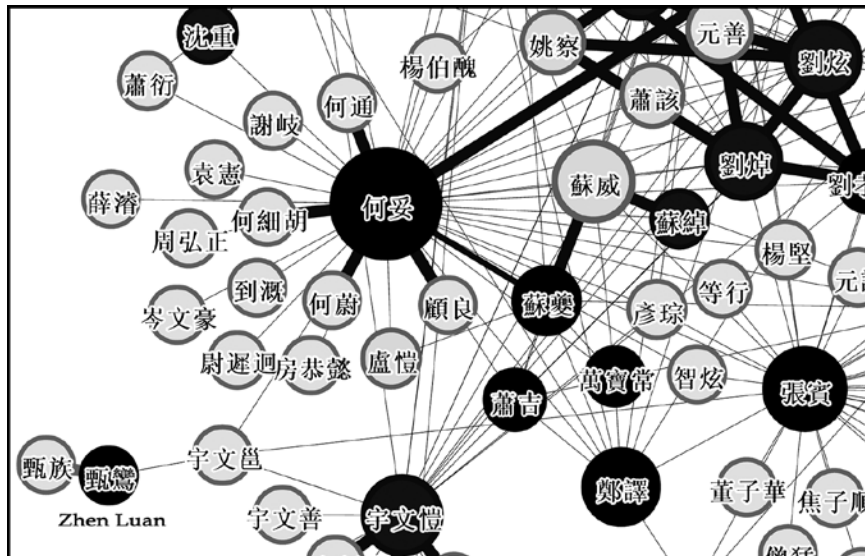 沈重
姚察
元善
楊伯醜
劉炫
蕭衍
何通
蕭該
謝岐
劉焯
袁憲
蘇威
薛濬
何妥
何細胡
蘇綽
周弘正
楊堅
到溉
何蔚
顧良
蘇夔
等行
彥琮
岑文豪
尉遲迥
房恭懿
盧愷
萬寶常
智炫
張賓
蕭吉
甄族
甄鸞
宇文邕
鄭譯
董子華
焦子順
宇文善
宇文愷
Zhen Luan